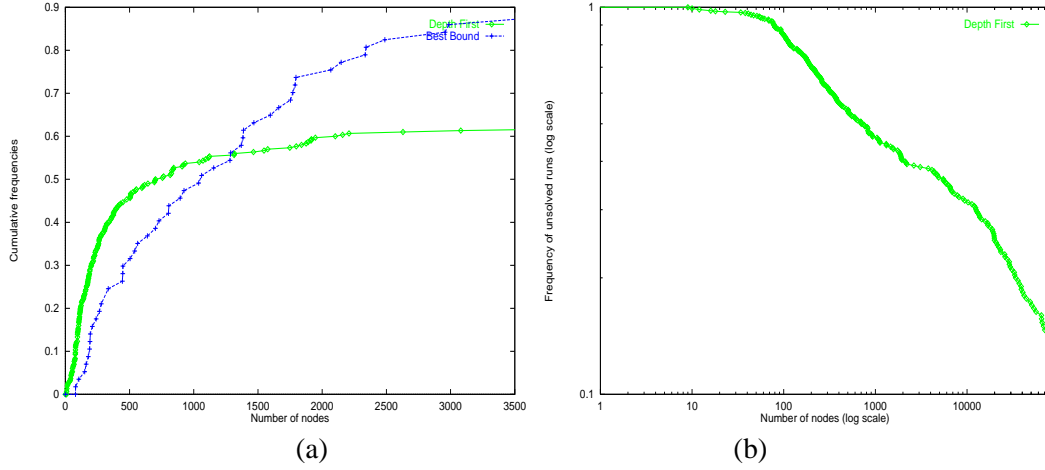 0.9
0.8
0.7
0.6
0.5
0.4
0.3
0.2
0.1
0
Cumulative frequencies
Depth First
Best Bound
0 500 1000 1500 2000 2500 3000 3500
Number of nodes
(a)
1
0.1
Frequency of unsolved runs (log scale)
Depth First
1 10 100 1000 10000
Number of nodes (log scale)
(b)